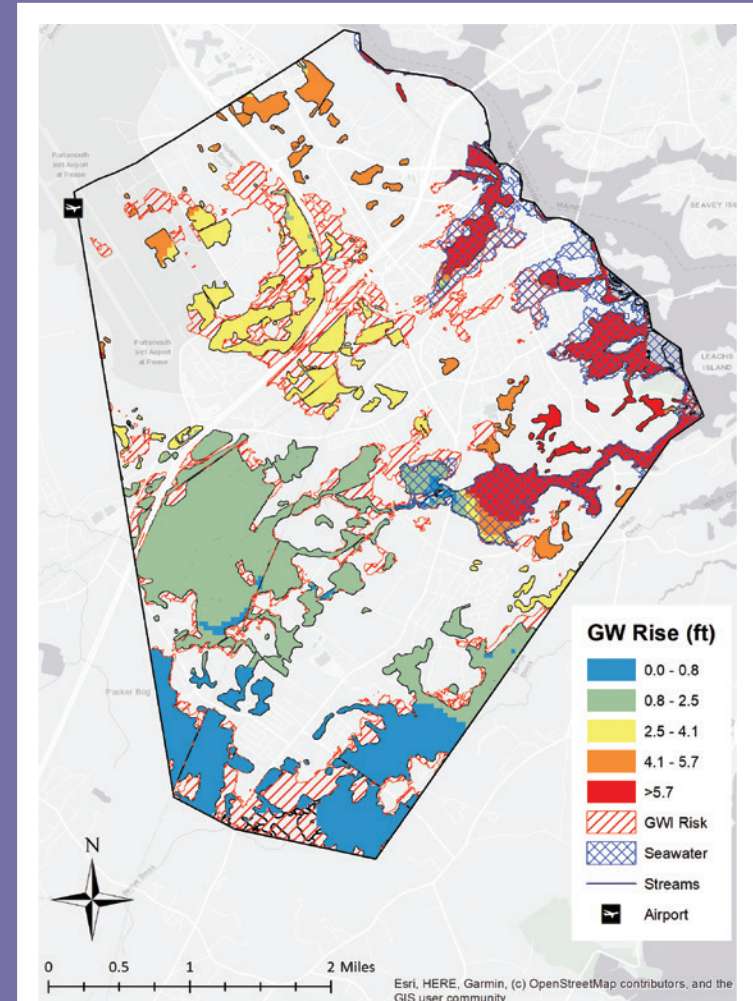 Portsmouth
Int'l Airport
at Pease
MAINE
SEAVEY ISL
Portsmouth
Int'l Airport
at Pease
LEACHS
ISLAND
Packer Bog
GW Rise (ft)
0.0 - 0.8
0.8 - 2.5
2.5 - 4.1
4.1 - 5.7
>5.7
GWI Risk
Seawater
Streams
Airport
N
0 0.5 1 2 Miles
Esri, HERE, Garmin, (c) OpenStreetMap contributors, and the
GIS user community